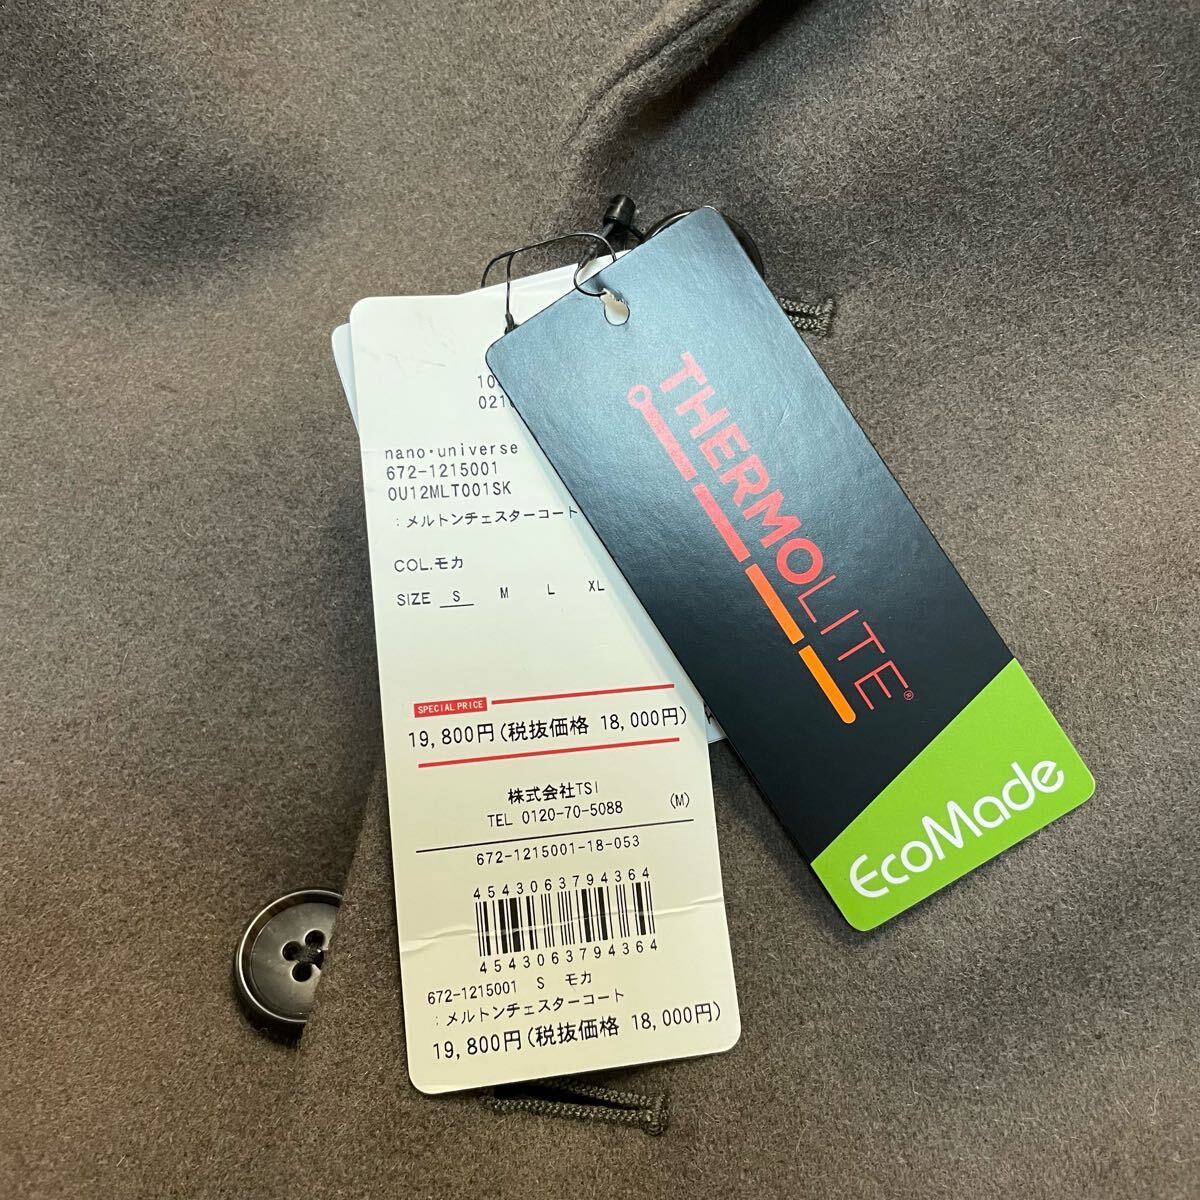 nano・universe
672-1215001
0U12MLT001SK
:メルトンチェスターコート
COL.モカ
SIZE S M L XL
SPECIAL PRICE
19,800円(税抜価格 18,000円)
株式会社TSI
TEL 0120-70-5088 (M)
672-1215001-18-053
4543063794364
4543063794364
672-1215001 S モカ
:メルトンチェスターコート
19,800円(税抜価格 18,000円)
THERMOLITE®
EcoMade